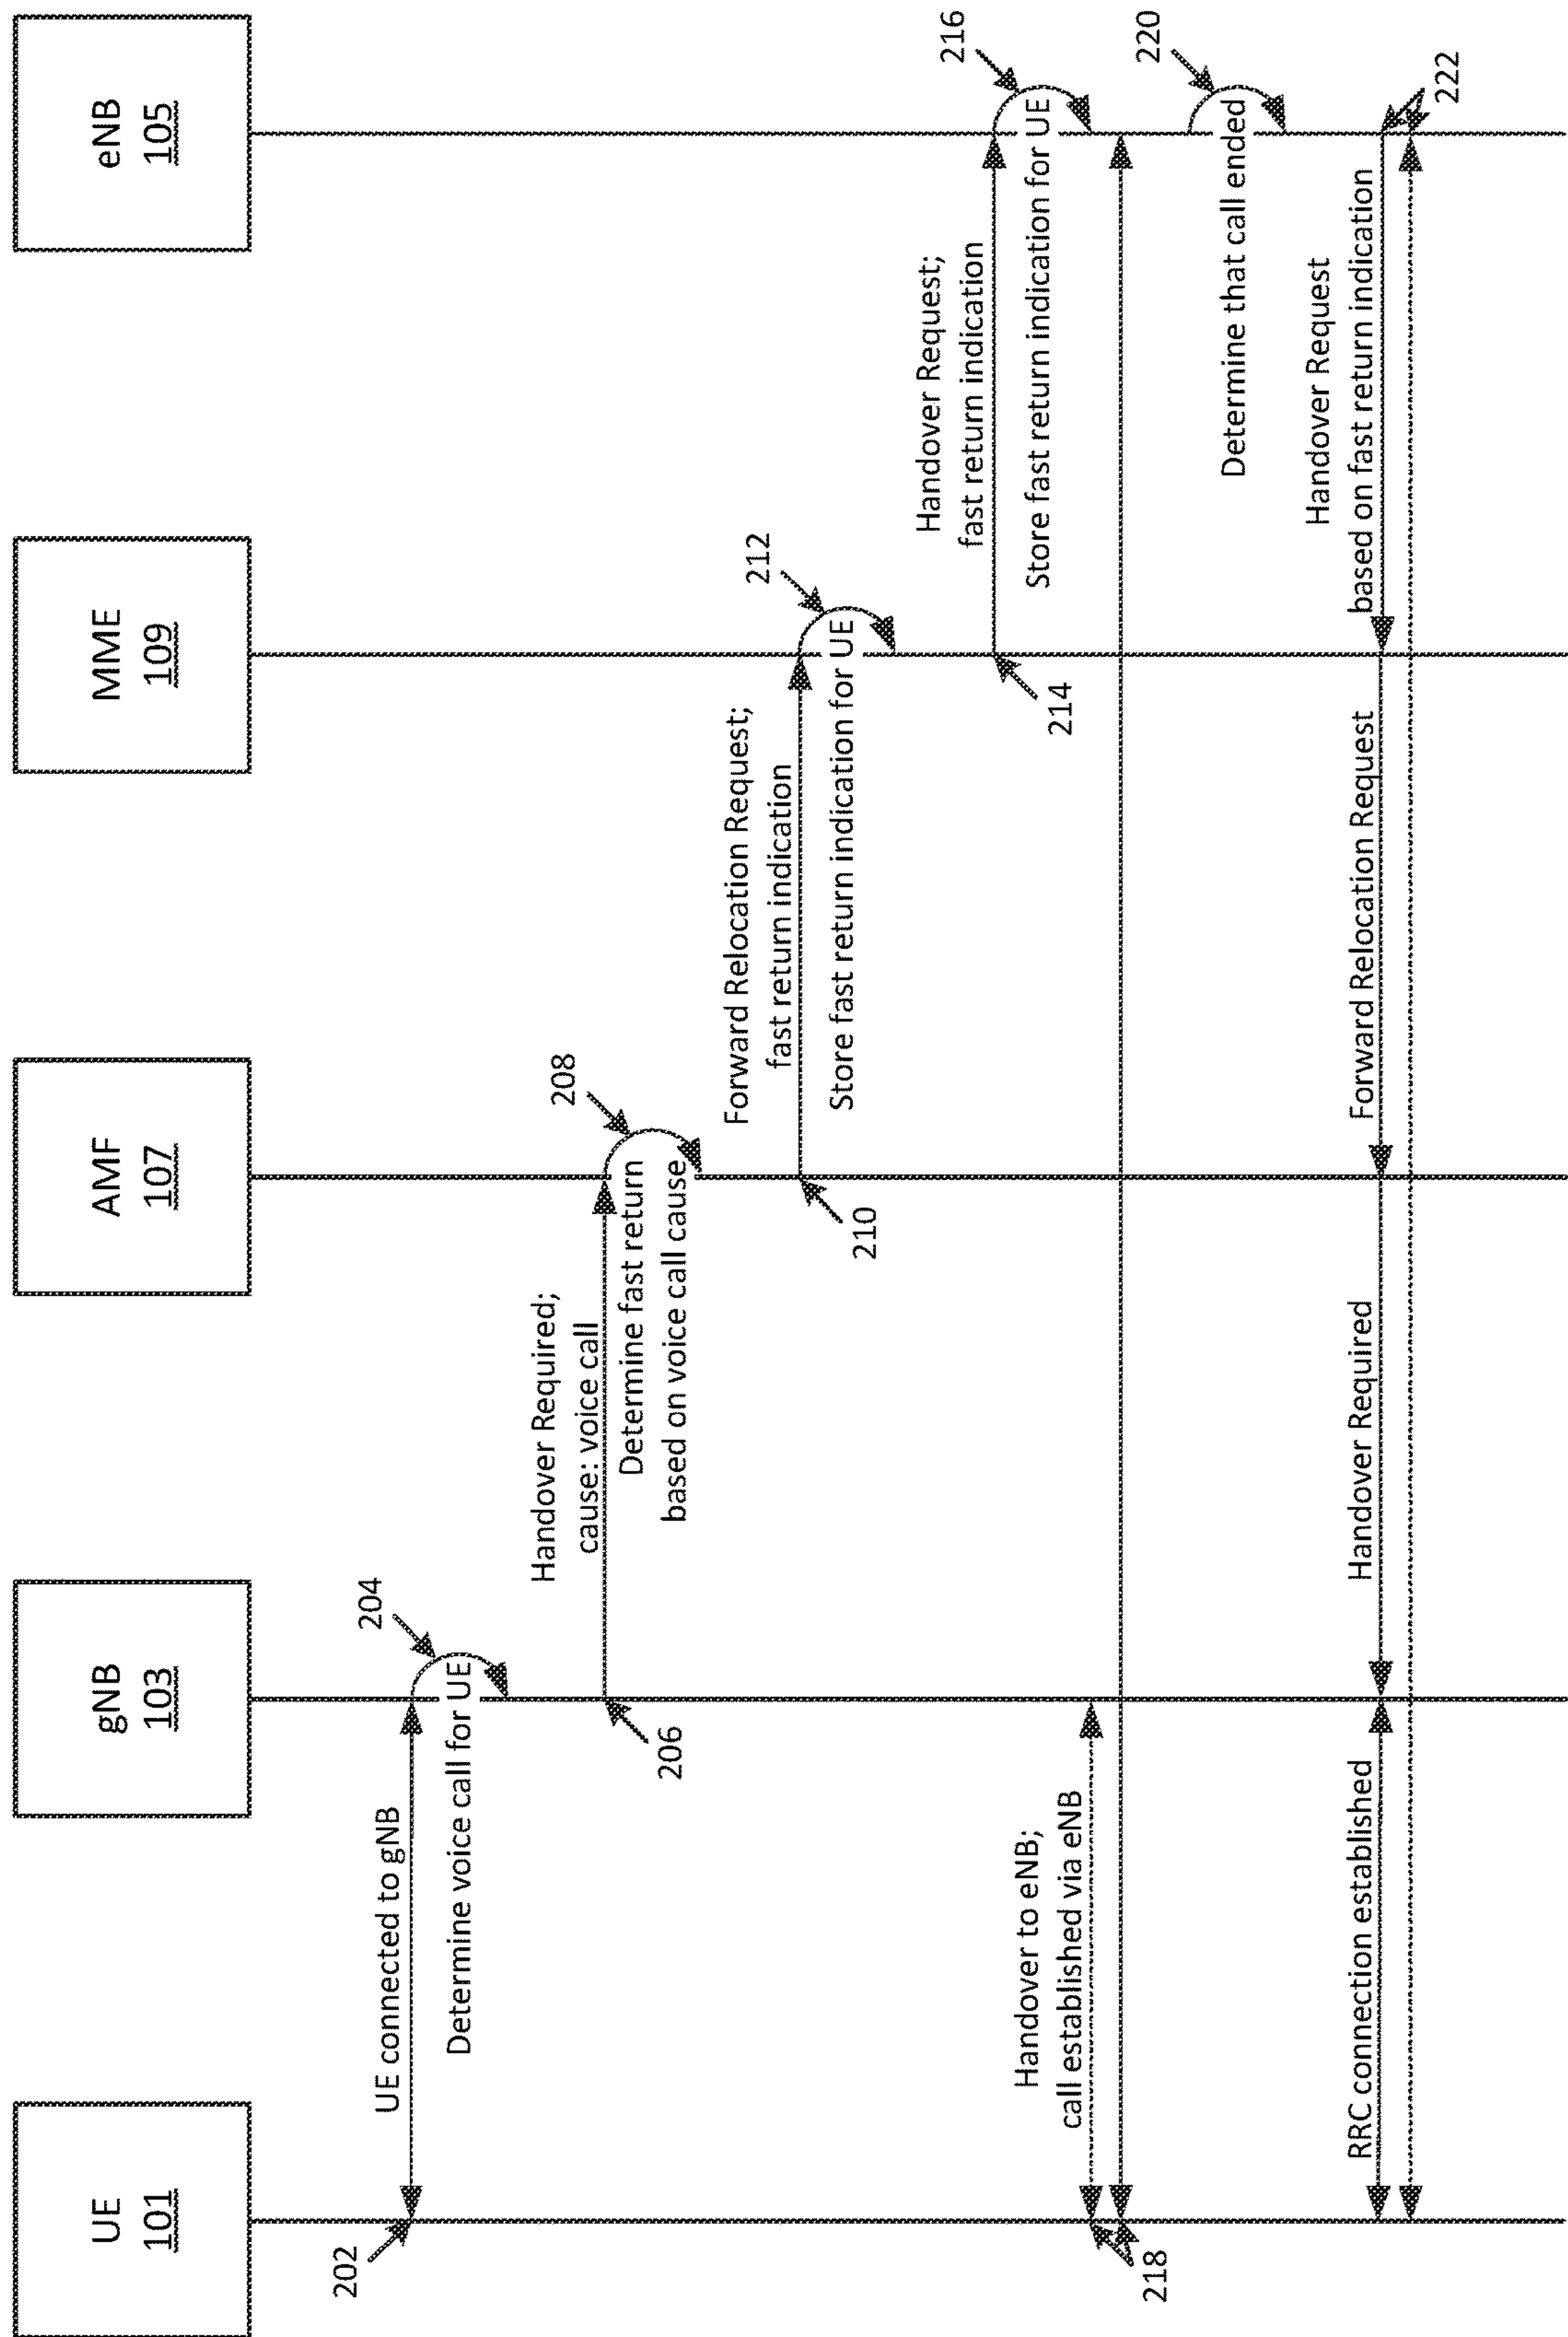 UE
101
gNB
103
AMF
107
MME
109
eNB
105
202
UE connected to gNB
204
Determine voice call for UE
206
Handover Required;
cause: voice call
208
Determine fast return
based on voice call cause
210
Forward Relocation Request;
fast return indication
212
Store fast return indication for UE
214
Handover Request;
fast return indication
216
Store fast return indication for UE
218
Handover to eNB;
call established via eNB
220
Determine that call ended
222
Handover Request
based on fast return indication
Forward Relocation Request
Handover Required
RRC connection established